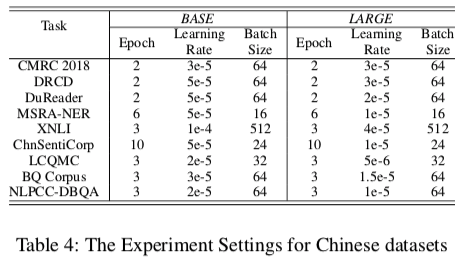 Task BASE LARGE
Epoch Learning Rate Batch Size Epoch Learning Rate Batch Size
CMRC 2018 2 3e-5 64 2 3e-5 64
DRCD 2 5e-5 64 2 3e-5 64
DuReader 2 5e-5 64 2 2e-5 64
MSRA-NER 6 5e-5 16 6 1e-5 16
XNLI 3 1e-4 512 3 4e-5 512
ChnSentiCorp 10 5e-5 24 10 1e-5 24
LCQMC 3 2e-5 32 3 5e-6 32
BQ Corpus 3 3e-5 64 3 1.5e-5 64
NLPCC-DBQA 3 2e-5 64 3 1e-5 64
Table 4: The Experiment Settings for Chinese datasets